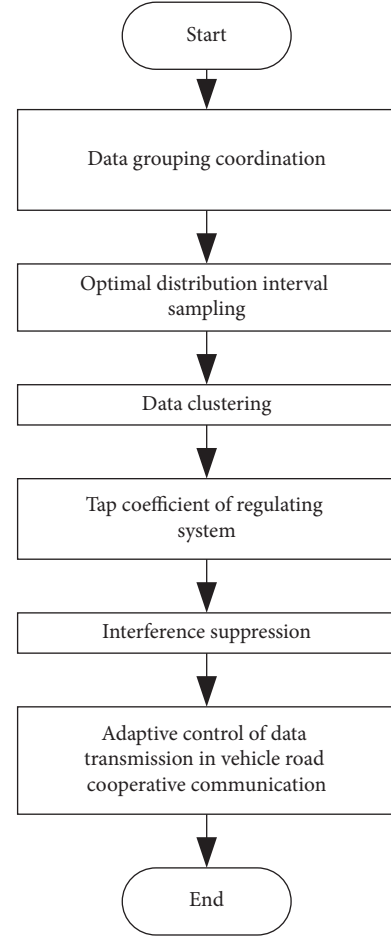 Start
Data grouping coordination
Optimal distribution interval
sampling
Data clustering
Tap coefficient of regulating
system
Interference suppression
Adaptive control of data
transmission in vehicle road
cooperative communication
End